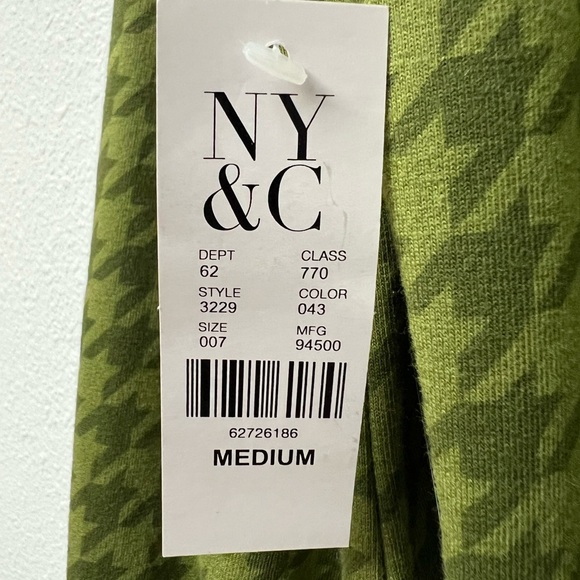 NY
&C
DEPT CLASS
62 770
STYLE COLOR
3229 043
SIZE MFG
007 94500
62726186
MEDIUM